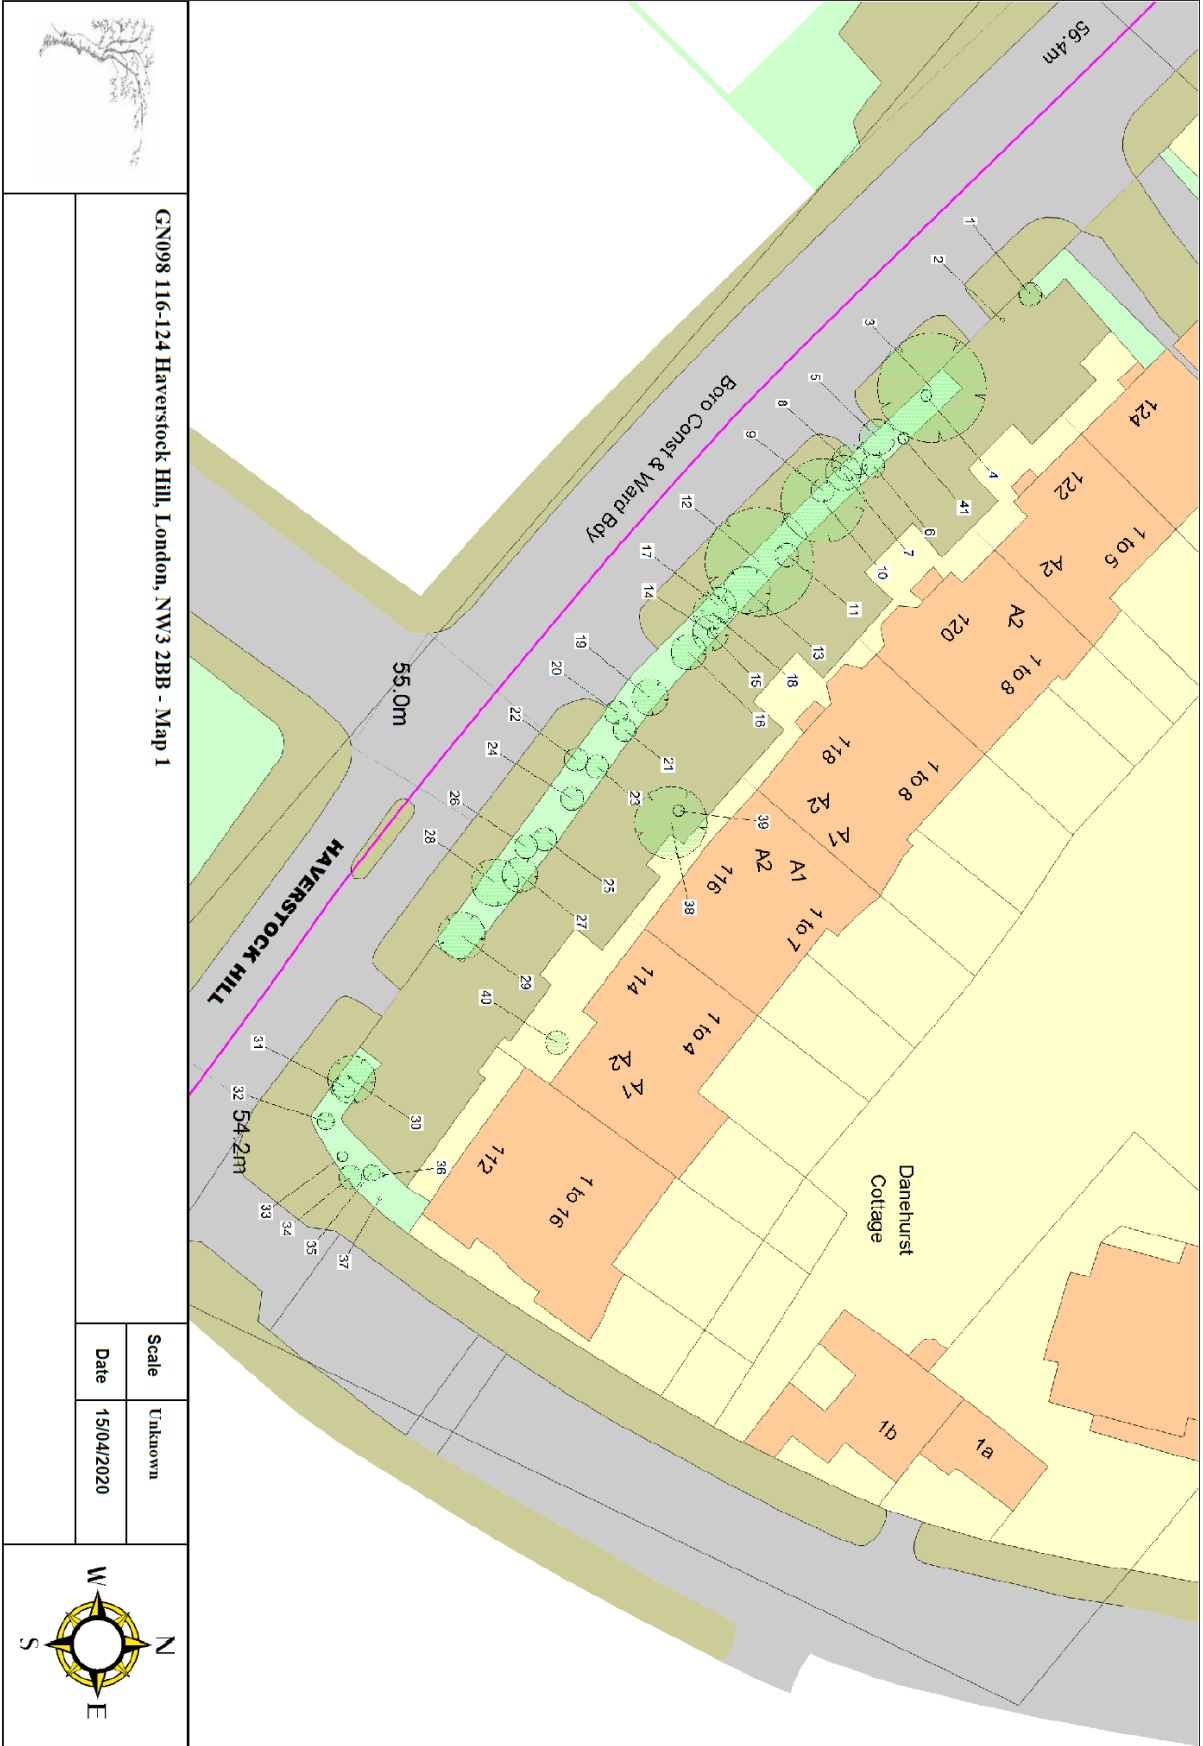 56.4m
1
2
3
5
8
9
12
17
14
19
20
22
24
26
28
4
41
6
7
10
11
13
18
15
16
21
23
39
38
25
27
29
40
31
32
30
36
33
34
35
37
Boro Const & Ward Bdy
124
122
1 to 5
A2
120
A2
1 to 8
118
1 to 8
A2
A1
116
A2
A1
1 to 7
114
1 to 4
A2
A1
112
1 to 16
55.0m
HAVERSTOCK HILL
54.2m
Danehurst
Cottage
1b
1a
GN098 116-124 Haverstock Hill, London, NW3 2BB - Map 1
Scale
Unknown
Date
15/04/2020
N
W
E
S